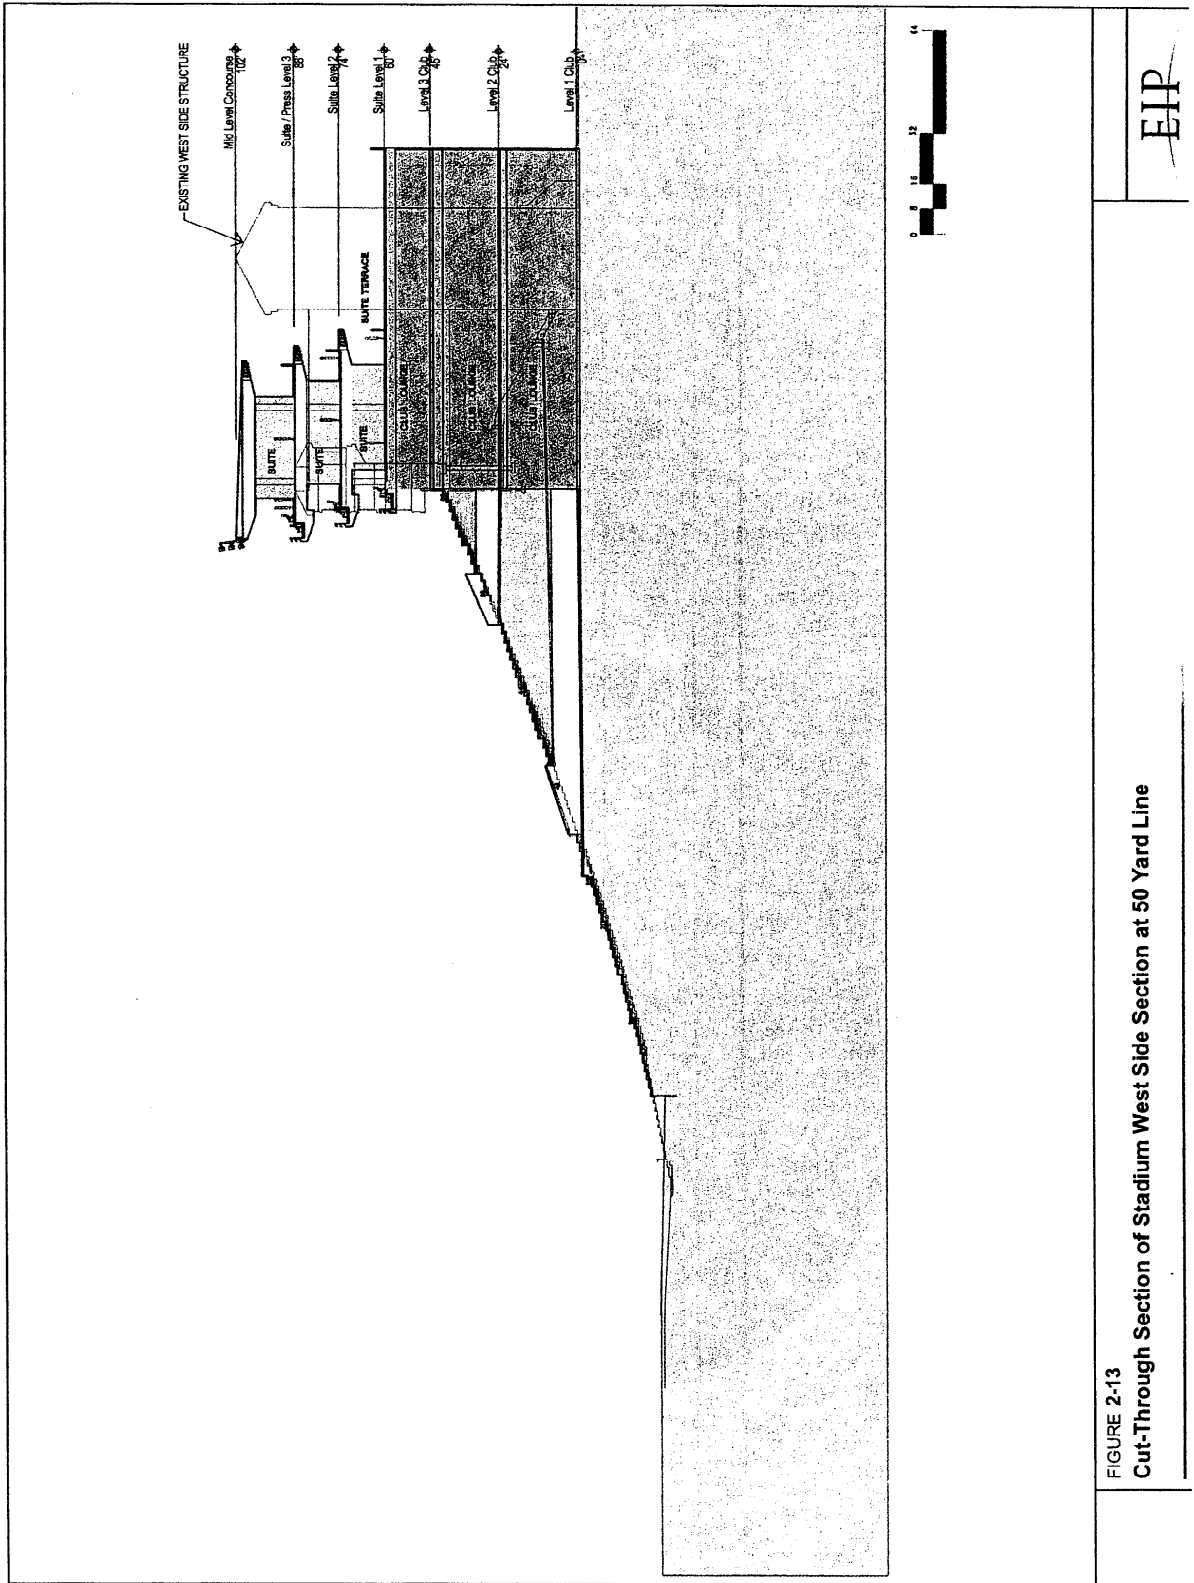 EXISTING WEST SIDE STRUCTURE
Mid Level Concourse
102'
Suite / Press Level 3
88'
Suite Level 2
74'
Suite Level 1
60'
Level 3 Club
45'
Level 2 Club
24'
Level 1 Club
SUITE TERRACE
SUITE
SUITE
SUITE
CLUB LOUNGE
CLUB LOUNGE
CLUB LOUNGE
0 8 16 32 64
EIP
FIGURE 2-13
Cut-Through Section of Stadium West Side Section at 50 Yard Line